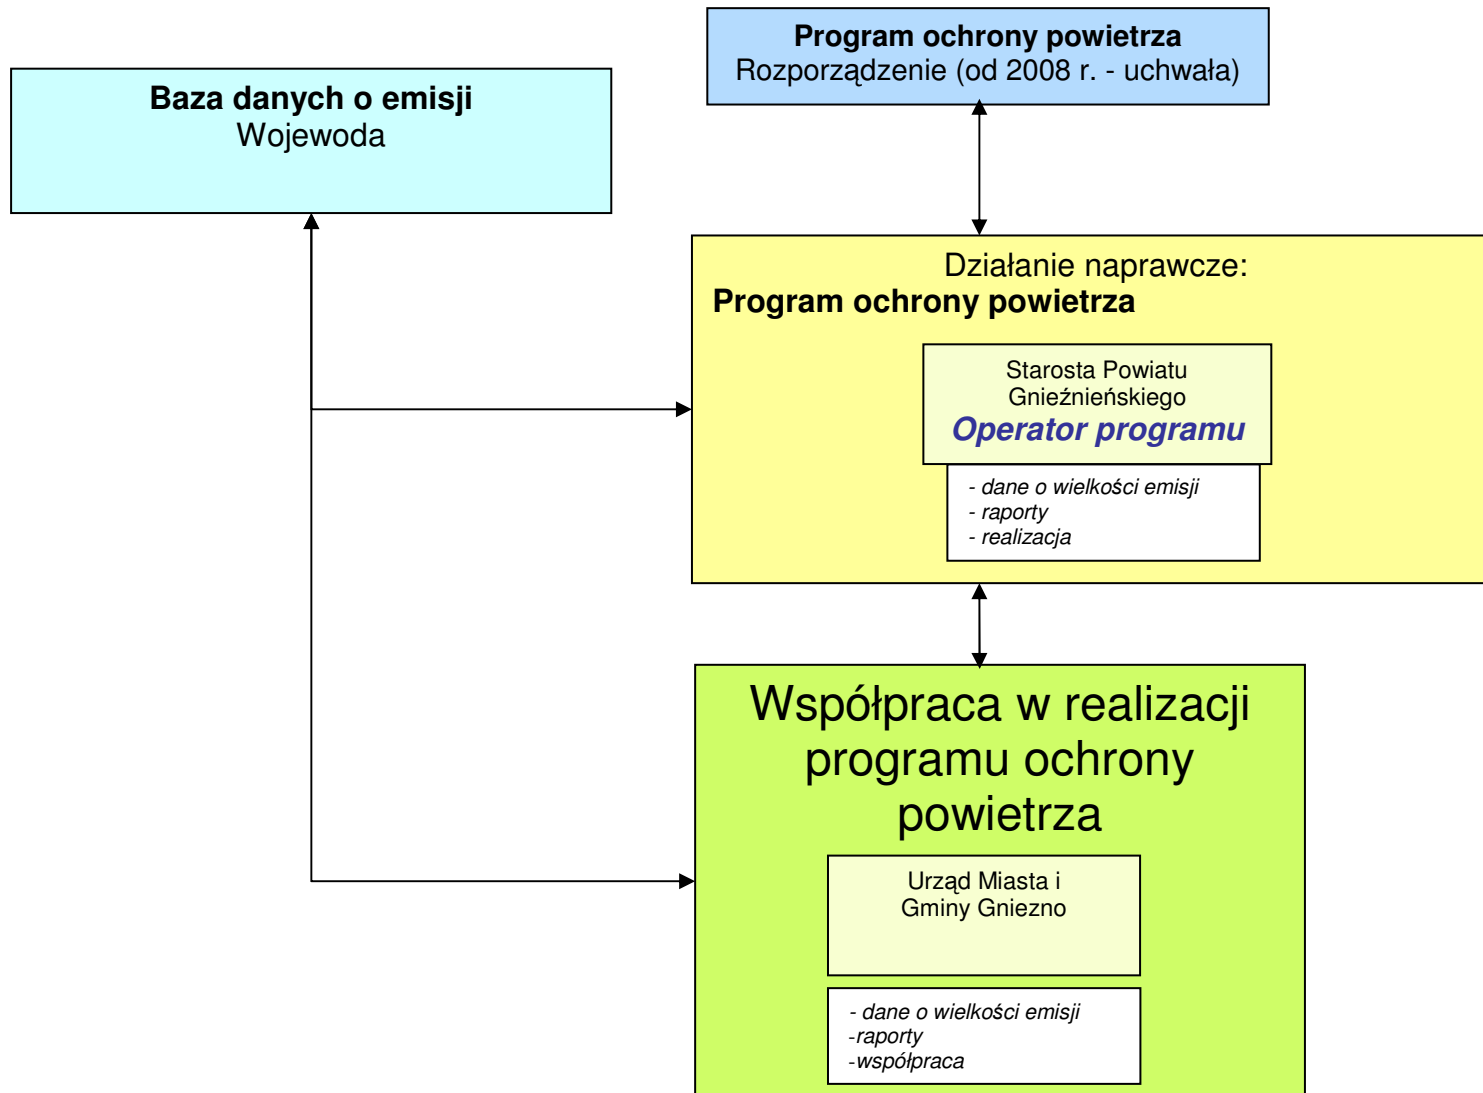 Program ochrony powietrza
Rozporządzenie (od 2008 r. - uchwała)
Baza danych o emisji
Wojewoda
Działanie naprawcze:
Program ochrony powietrza
Starosta Powiatu
Gnieźnieńskiego
Operator programu
- dane o wielkości emisji
- raporty
- realizacja
Współpraca w realizacji
programu ochrony
powietrza
Urząd Miasta i
Gminy Gniezno
- dane o wielkości emisji
-raporty
-współpraca